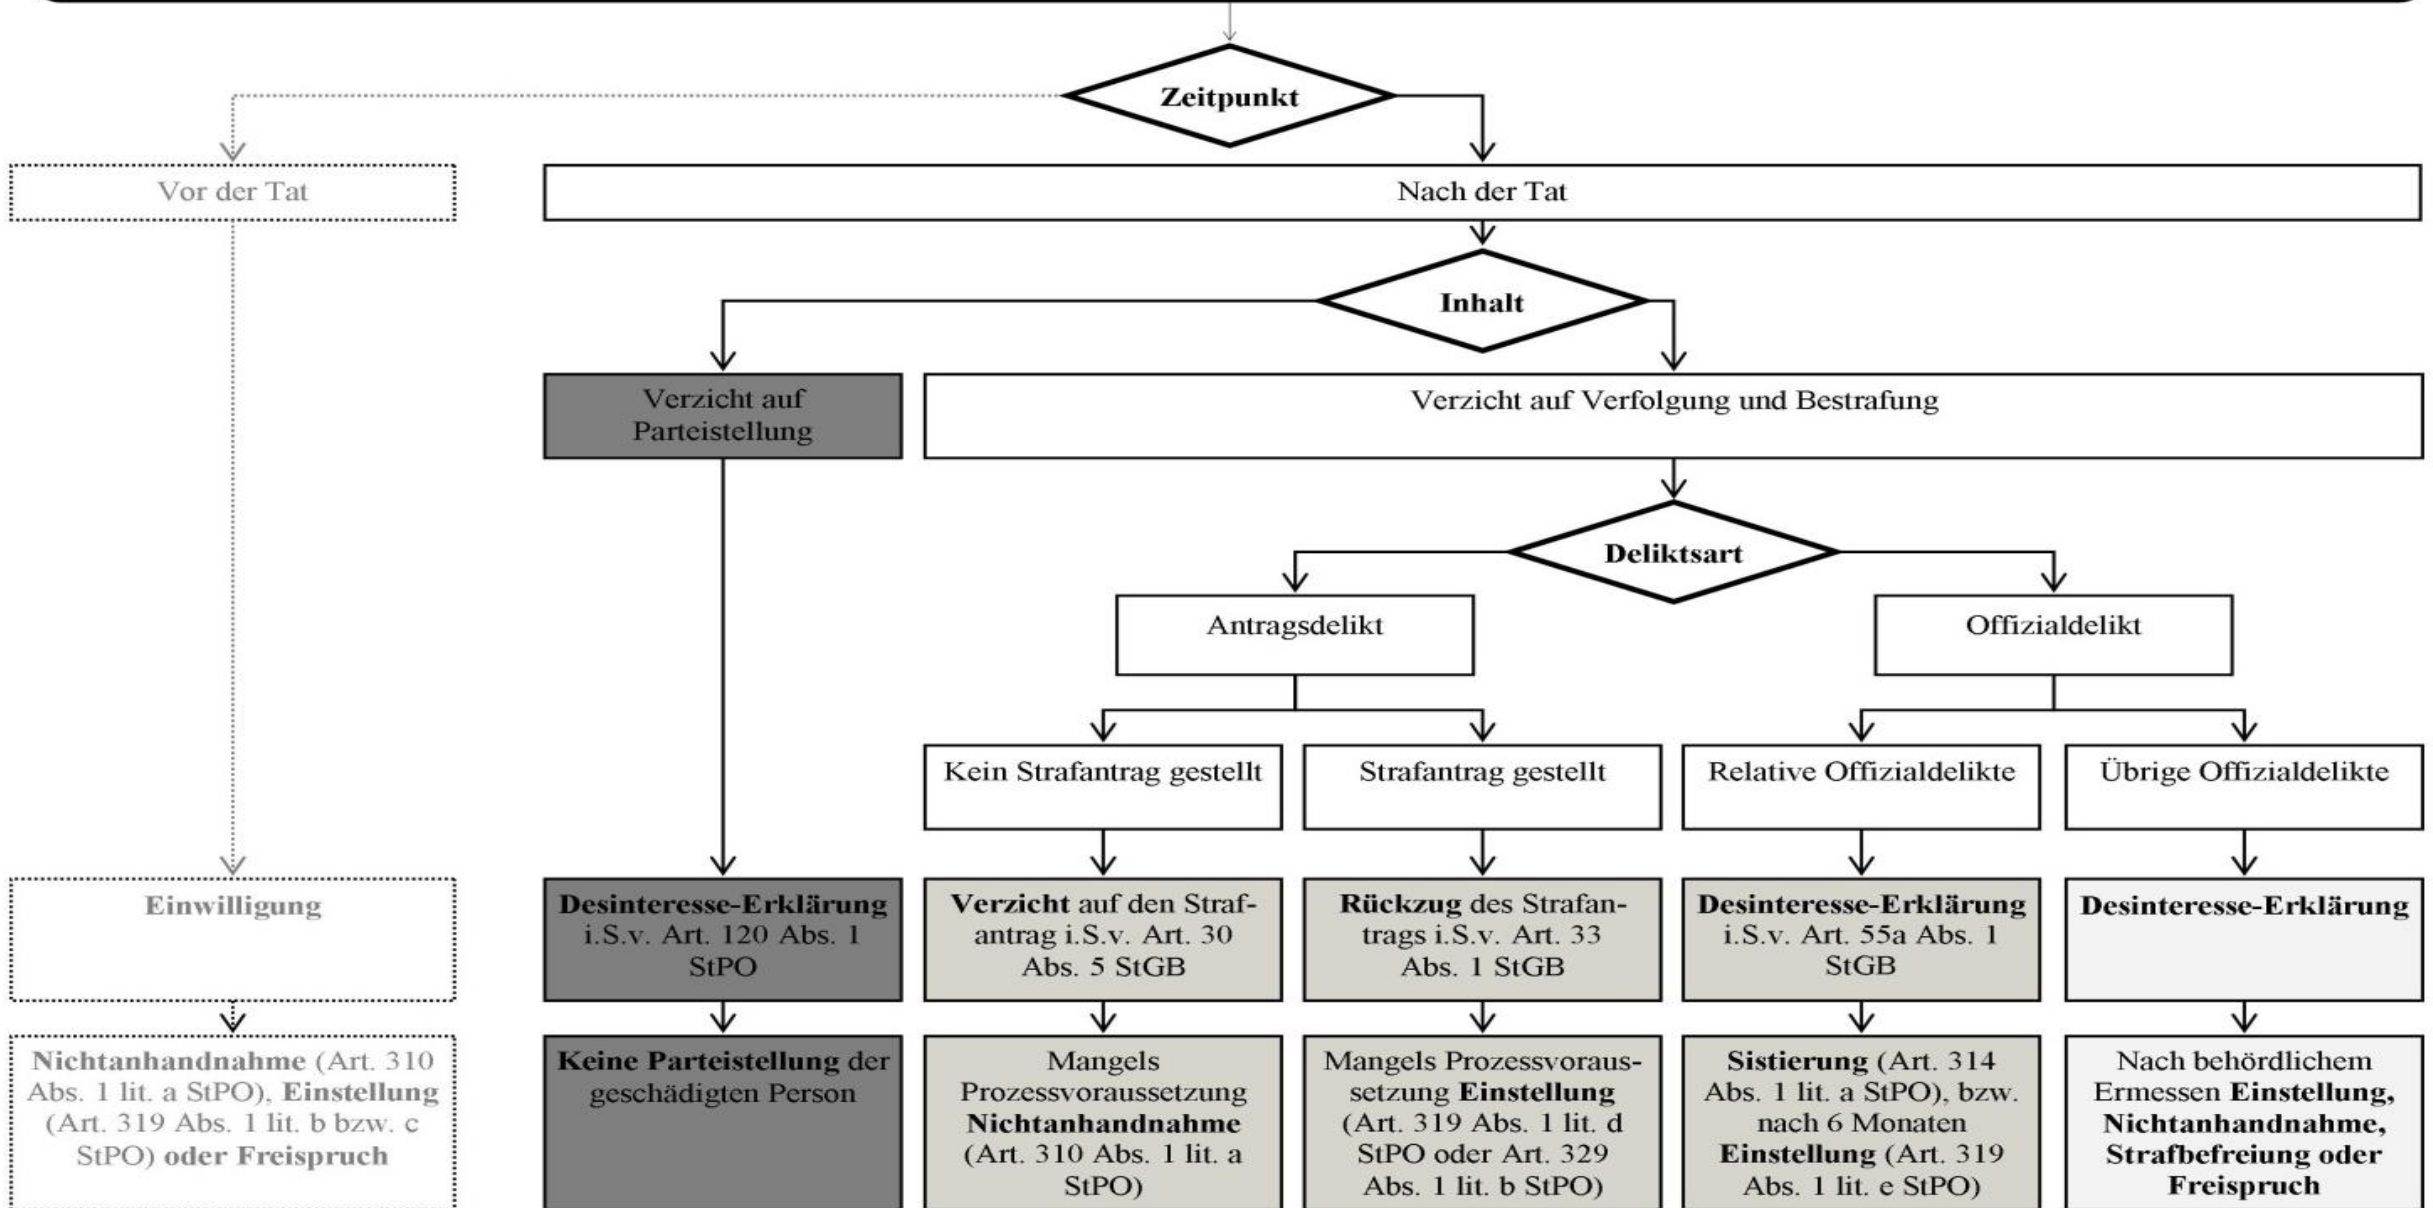 Zeitpunkt
Vor der Tat
Nach der Tat
Inhalt
Verzicht auf
Parteistellung
Verzicht auf Verfolgung und Bestrafung
Deliktsart
Antragsdelikt
Offizialdelikt
Kein Strafantrag gestellt
Strafantrag gestellt
Relative Offizialdelikte
Übrige Offizialdelikte
Einwilligung
Desinteresse-Erklärung
i.S.v. Art. 120 Abs. 1
StPO
Verzicht auf den Straf-
antrag i.S.v. Art. 30
Abs. 5 StGB
Rückzug des Strafan-
trags i.S.v. Art. 33
Abs. 1 StGB
Desinteresse-Erklärung
i.S.v. Art. 55a Abs. 1
StGB
Desinteresse-Erklärung
Nichtanhandnahme (Art. 310
Abs. 1 lit. a StPO), Einstellung
(Art. 319 Abs. 1 lit. b bzw. c
StPO) oder Freispruch
Keine Parteistellung der
geschädigten Person
Mangels
Prozessvoraussetzung
Nichtanhandnahme
(Art. 310 Abs. 1 lit. a
StPO)
Mangels Prozessvoraus-
setzung Einstellung
(Art. 319 Abs. 1 lit. d
StPO oder Art. 329
Abs. 1 lit. b StPO)
Sistierung (Art. 314
Abs. 1 lit. a StPO), bzw.
nach 6 Monaten
Einstellung (Art. 319
Abs. 1 lit. e StPO)
Nach behördlichem
Ermessen Einstellung,
Nichtanhandnahme,
Strafbefreiung oder
Freispruch